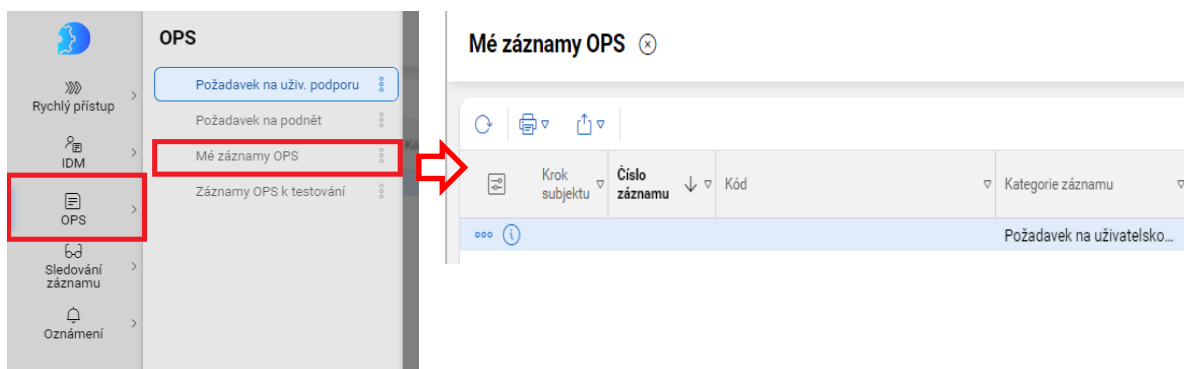 Rychlý přístup
IDM
OPS
Sledování
záznamu
Oznámení
OPS
Požadavek na uživ. podporu
Požadavek na podnět
Mé záznamy OPS
Záznamy OPS k testování
Mé záznamy OPS
Krok
subjektu
Číslo
záznamu
Kód
Kategorie záznamu
Požadavek na uživatelsko...